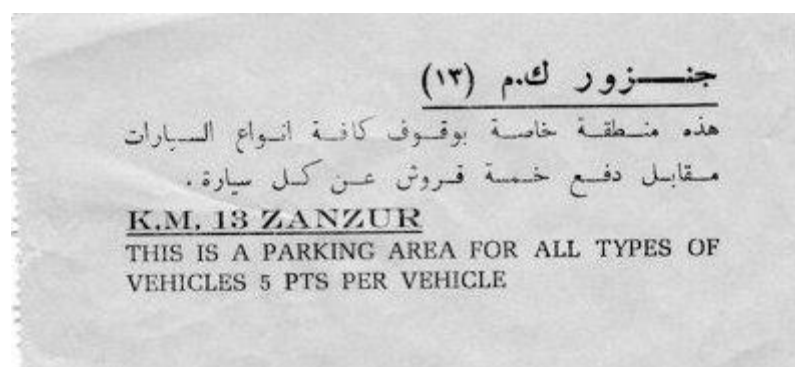 جنــزور ك.م (١٣)
هذه منطقة خاصة بوقوف كافة انواع السيارات
مقابل دفع خمسة قروش عن كل سيارة .
K.M. 13 ZANZUR
THIS IS A PARKING AREA FOR ALL TYPES OF
VEHICLES 5 PTS PER VEHICLE